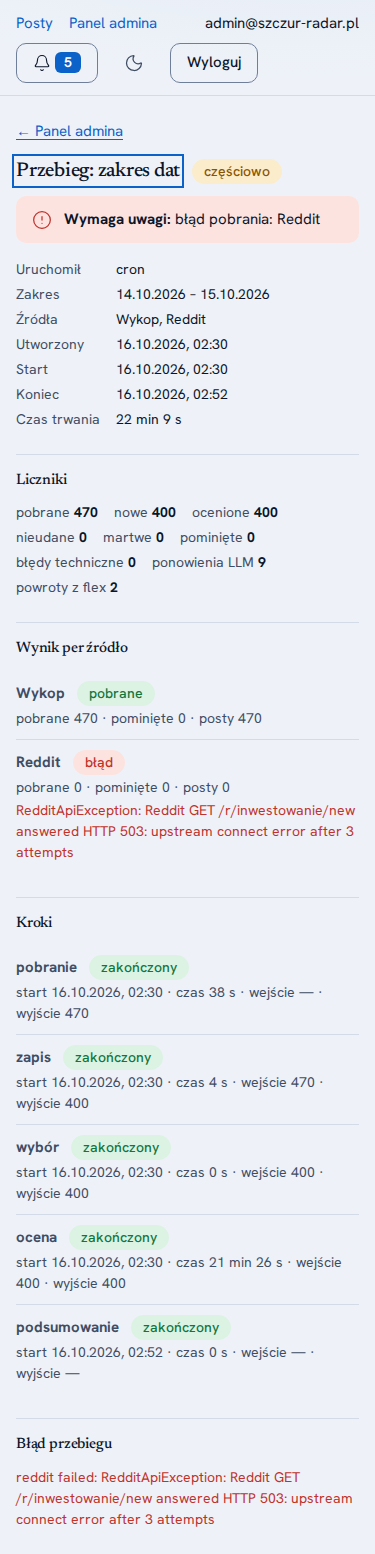 Posty Panel admina admin@szczur-radar.pl
5 Wyloguj
← Panel admina
Przebieg: zakres dat częściowo
Wymaga uwagi: błąd pobrania: Reddit
Uruchomił cron
Zakres 14.10.2026 – 15.10.2026
Źródła Wykop, Reddit
Utworzony 16.10.2026, 02:30
Start 16.10.2026, 02:30
Koniec 16.10.2026, 02:52
Czas trwania 22 min 9 s
Liczniki
pobrane 470 nowe 400 ocenione 400
nieudane 0 martwe 0 pominięte 0
błędy techniczne 0 ponowienia LLM 9
powroty z flex 2
Wynik per źródło
Wykop pobrane
pobrane 470 · pominięte 0 · posty 470
Reddit błąd
pobrane 0 · pominięte 0 · posty 0
RedditApiException: Reddit GET /r/inwestowanie/new
answered HTTP 503: upstream connect error after 3
attempts
Kroki
pobranie zakończony
start 16.10.2026, 02:30 · czas 38 s · wejście — ·
wyjście 470
zapis zakończony
start 16.10.2026, 02:30 · czas 4 s · wejście 470 ·
wyjście 400
wybór zakończony
start 16.10.2026, 02:30 · czas 0 s · wejście 400 ·
wyjście 400
ocena zakończony
start 16.10.2026, 02:30 · czas 21 min 26 s · wejście
400 · wyjście 400
podsumowanie zakończony
start 16.10.2026, 02:52 · czas 0 s · wejście — ·
wyjście —
Błąd przebiegu
reddit failed: RedditApiException: Reddit GET
/r/inwestowanie/new answered HTTP 503: upstream
connect error after 3 attempts